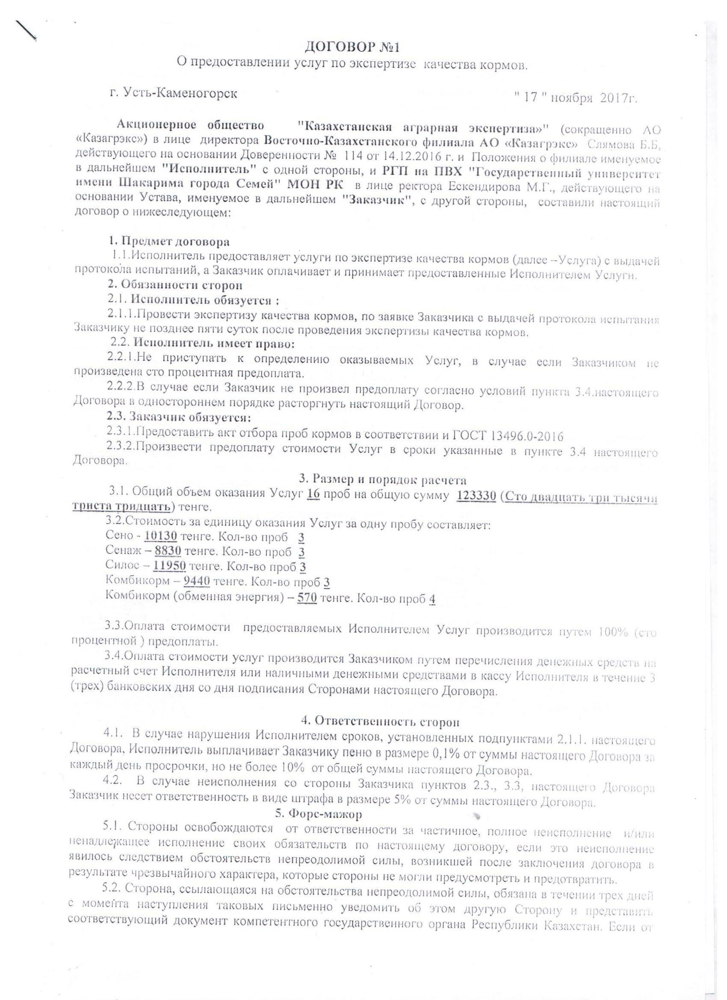 ДОГОВОР №1
О предоставлении услуг по экспертизе качества кормов.
г. Усть-Каменогорск " 17 " ноября 2017г.
Акционерное общество "Казахстанская аграрная экспертиза»" (сокращенно АО
«Казагрэкс») в лице директора Восточно-Казахстанского филиала АО «Казагрэкс» Слямова Б.Б,
действующего на основании Доверенности № 114 от 14.12.2016 г. и Положения о филиале именуемое
в дальнейшем "Исполнитель" с одной стороны, и РГП на ПВХ "Государственный университет
имени Шакарима города Семей" МОН РК в лице ректора Ескендирова М.Г., действующего на
основании Устава, именуемое в дальнейшем "Заказчик", с другой стороны, составили настоящий
договор о нижеследующем:
1. Предмет договора
1.1.Исполнитель предоставляет услуги по экспертизе качества кормов (далее –Услуга) с выдачей
протокола испытаний, а Заказчик оплачивает и принимает предоставленные Исполнителем Услуги.
2. Обязанности сторон
2.1. Исполнитель обязуется :
2.1.1.Провести экспертизу качества кормов, по заявке Заказчика с выдачей протокола испытания
Заказчику не позднее пяти суток после проведения экспертизы качества кормов.
2.2. Исполнитель имеет право:
2.2.1.Не приступать к определению оказываемых Услуг, в случае если Заказчиком не
произведена сто процентная предоплата.
2.2.2.В случае если Заказчик не произвел предоплату согласно условий пункта 3.4.настоящего
Договора в одностороннем порядке расторгнуть настоящий Договор.
2.3. Заказчик обязуется:
2.3.1.Предоставить акт отбора проб кормов в соответствии и ГОСТ 13496.0-2016
2.3.2.Произвести предоплату стоимости Услуг в сроки указанные в пункте 3.4 настоящего
Договора.
3. Размер и порядок расчета
3.1. Общий объем оказания Услуг 16 проб на общую сумму 123330 (Сто двадцать три тысячи
триста тридцать) тенге.
3.2.Стоимость за единицу оказания Услуг за одну пробу составляет:
Сено - 10130 тенге. Кол-во проб 3
Сенаж – 8830 тенге. Кол-во проб 3
Силос – 11950 тенге. Кол-во проб 3
Комбикорм – 9440 тенге. Кол-во проб 3
Комбикорм (обменная энергия) – 570 тенге. Кол-во проб 4
3.3.Оплата стоимости предоставляемых Исполнителем Услуг производится путем 100% (сто
процентной ) предоплаты.
3.4.Оплата стоимости услуг производится Заказчиком путем перечисления денежных средств на
расчетный счет Исполнителя или наличными денежными средствами в кассу Исполнителя в течение 3
(трех) банковских дня со дня подписания Сторонами настоящего Договора.
4. Ответственность сторон
4.1. В случае нарушения Исполнителем сроков, установленных подпунктами 2.1.1. настоящего
Договора, Исполнитель выплачивает Заказчику пеню в размере 0,1% от суммы настоящего Договора за
каждый день просрочки, но не более 10% от общей суммы настоящего Договора.
4.2. В случае неисполнения со стороны Заказчика пунктов 2.3., 3.3, настоящего Договора
Заказчик несет ответственность в виде штрафа в размере 5% от суммы настоящего Договора.
5. Форс-мажор
5.1. Стороны освобождаются от ответственности за частичное, полное неисполнение и/или
ненадлежащее исполнение своих обязательств по настоящему договору, если это неисполнение
явилось следствием обстоятельств непреодолимой силы, возникшей после заключения договора в
результате чрезвычайного характера, которые стороны не могли предусмотреть и предотвратить.
5.2. Сторона, ссылающаяся на обстоятельства непреодолимой силы, обязана в течении трех дней
с момента наступления таковых письменно уведомить об этом другую Сторону и представить
соответствующий документ компетентного государственного органа Республики Казахстан. Если от